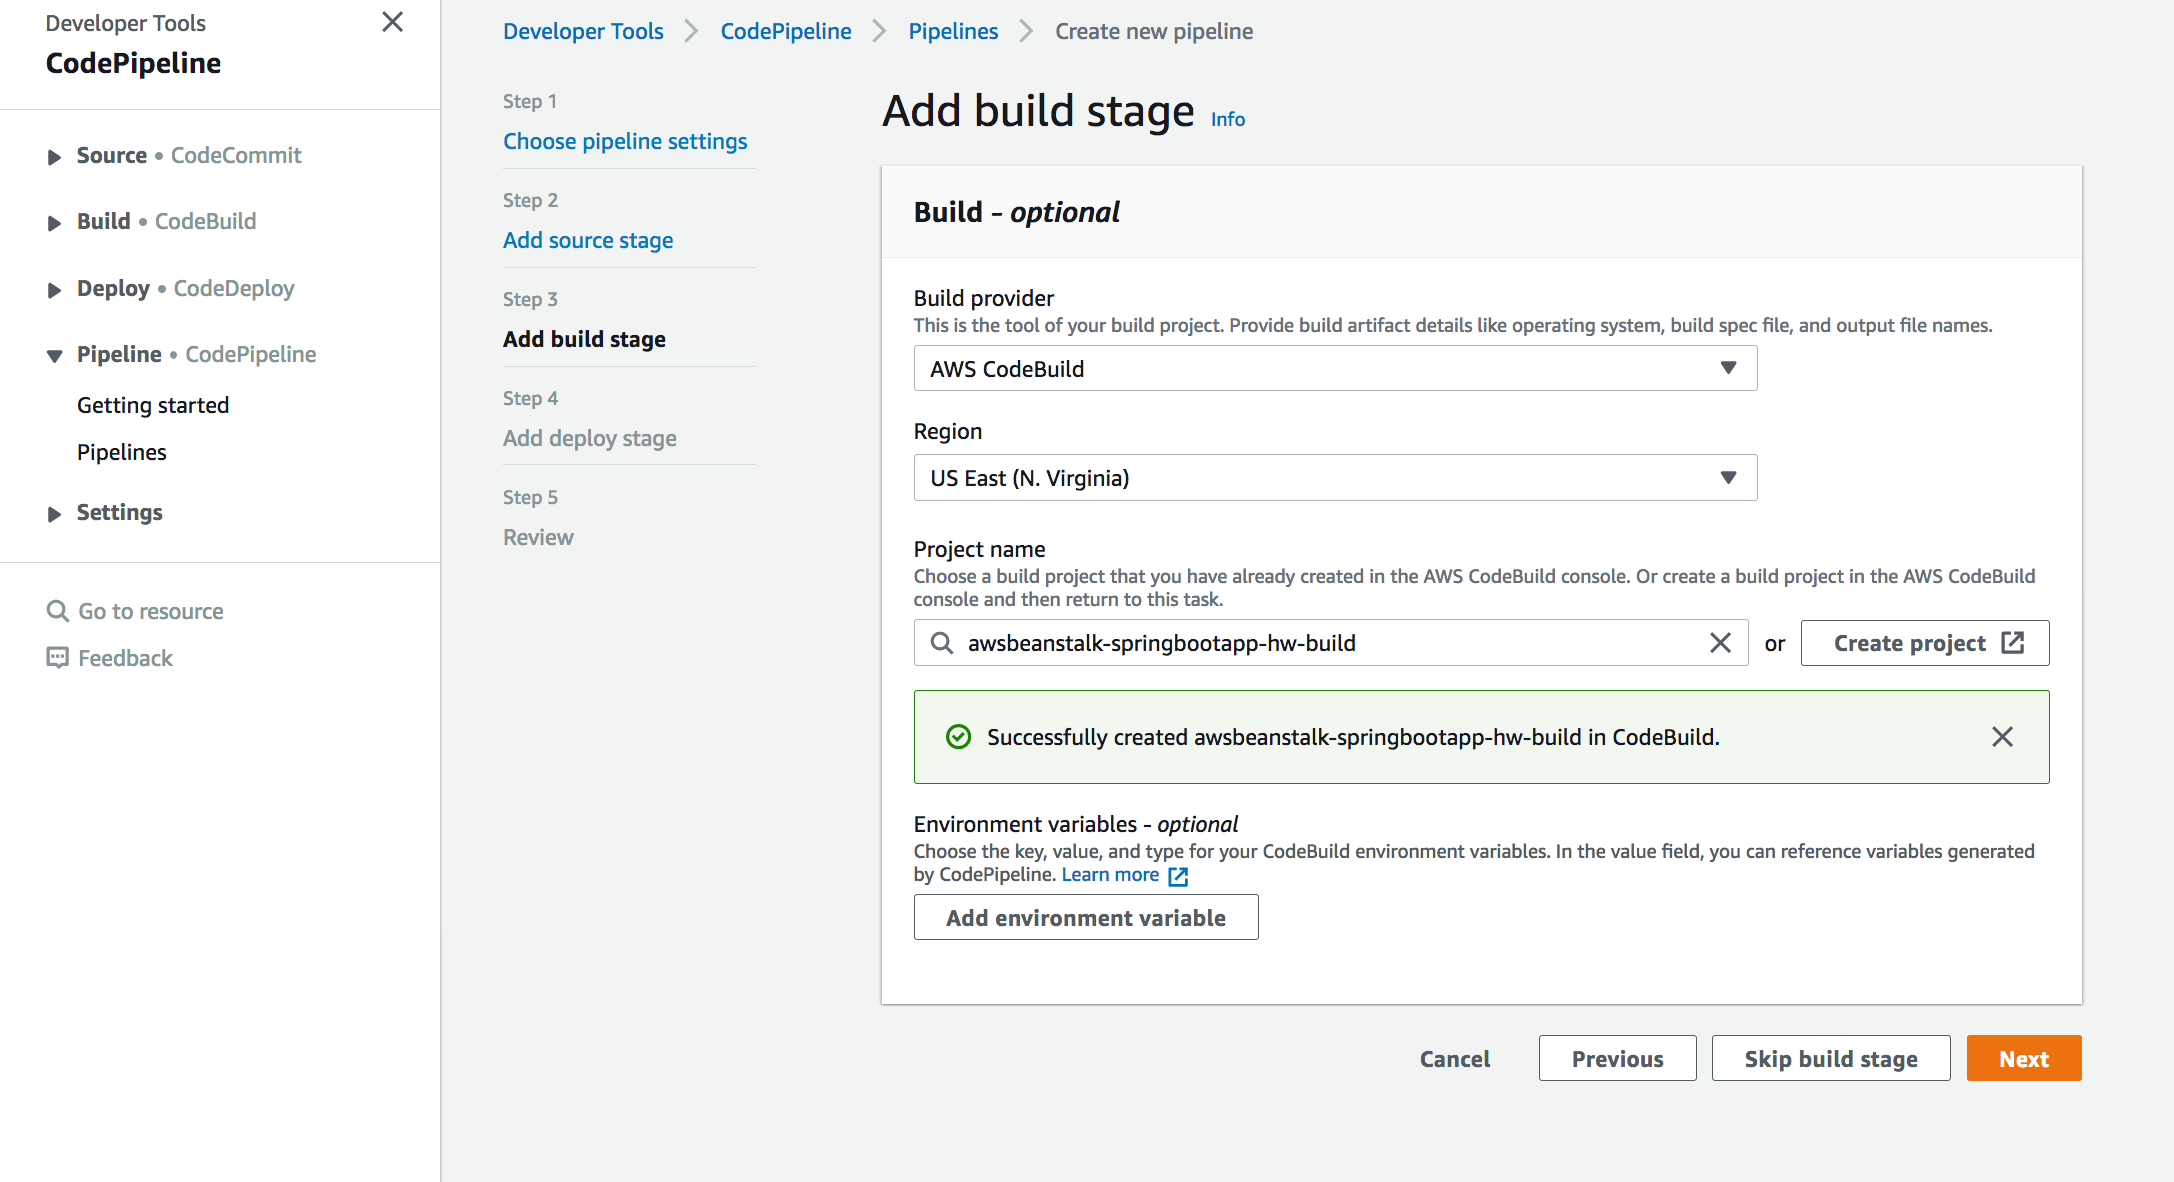 Developer Tools
CodePipeline
Source • CodeCommit
Build • CodeBuild
Deploy • CodeDeploy
Pipeline • CodePipeline
Getting started
Pipelines
Settings
Go to resource
Feedback
Developer Tools > CodePipeline > Pipelines > Create new pipeline
Step 1
Choose pipeline settings
Step 2
Add source stage
Step 3
Add build stage
Step 4
Add deploy stage
Step 5
Review
Add build stage Info
Build – optional
Build provider
This is the tool of your build project. Provide build artifact details like operating system, build spec file, and output file names.
AWS CodeBuild
Region
US East (N. Virginia)
Project name
Choose a build project that you have already created in the AWS CodeBuild console. Or create a build project in the AWS CodeBuild
console and then return to this task.
awsbeanstalk-springbootapp-hw-build or Create project
Successfully created awsbeanstalk-springbootapp-hw-build in CodeBuild.
Environment variables - optional
Choose the key, value, and type for your CodeBuild environment variables. In the value field, you can reference variables generated
by CodePipeline. Learn more
Add environment variable
Cancel Previous Skip build stage Next